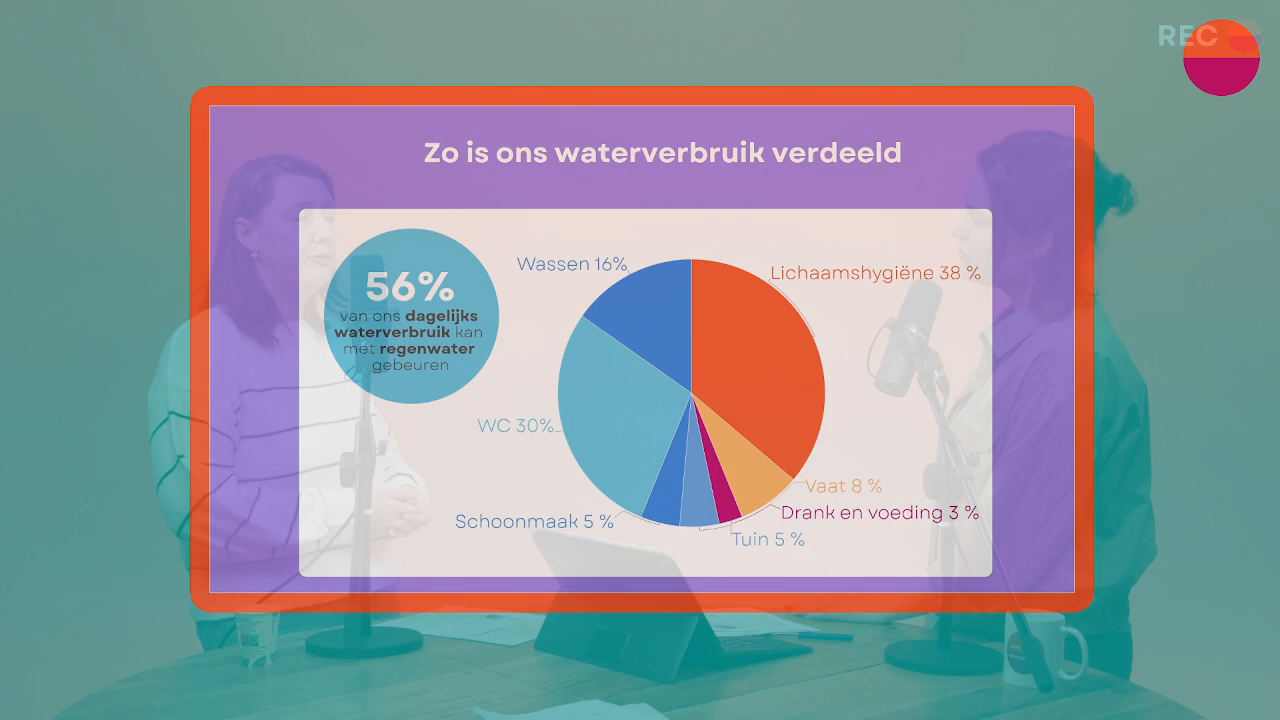 REC
Zo is ons waterverbruik verdeeld
56%
van ons dagelijks
waterverbruik kan
met regenwater
gebeuren
Wassen 16%
Lichaamshygiëne 38 %
WC 30%
Vaat 8 %
Drank en voeding 3 %
Schoonmaak 5 %
Tuin 5 %